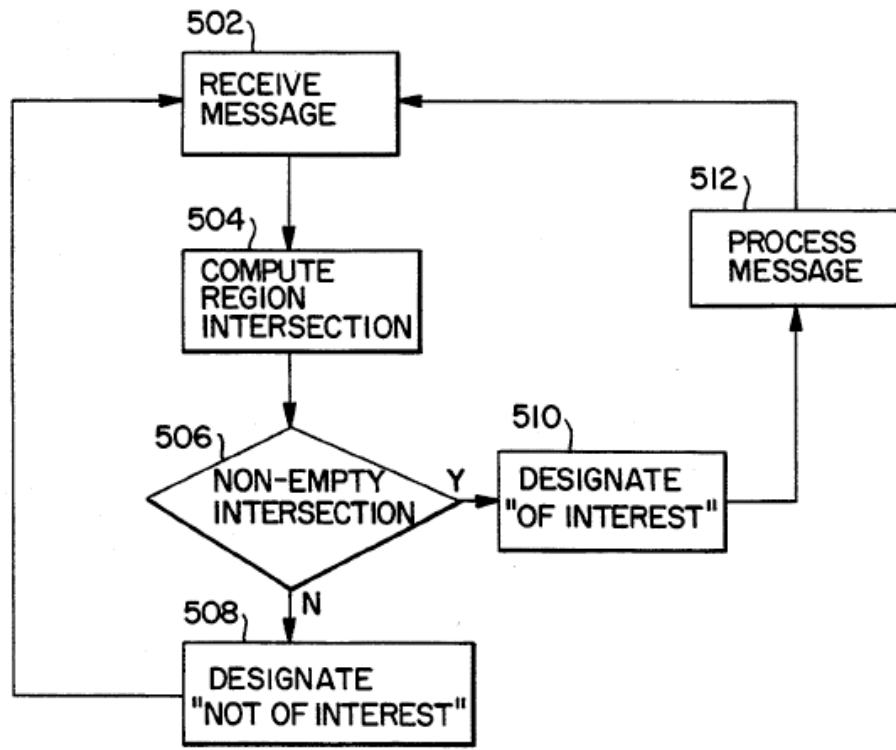 502
RECEIVE
MESSAGE
504
COMPUTE
REGION
INTERSECTION
506
NON-EMPTY
INTERSECTION
Y
N
508
DESIGNATE
"NOT OF INTEREST"
510
DESIGNATE
"OF INTEREST"
512
PROCESS
MESSAGE